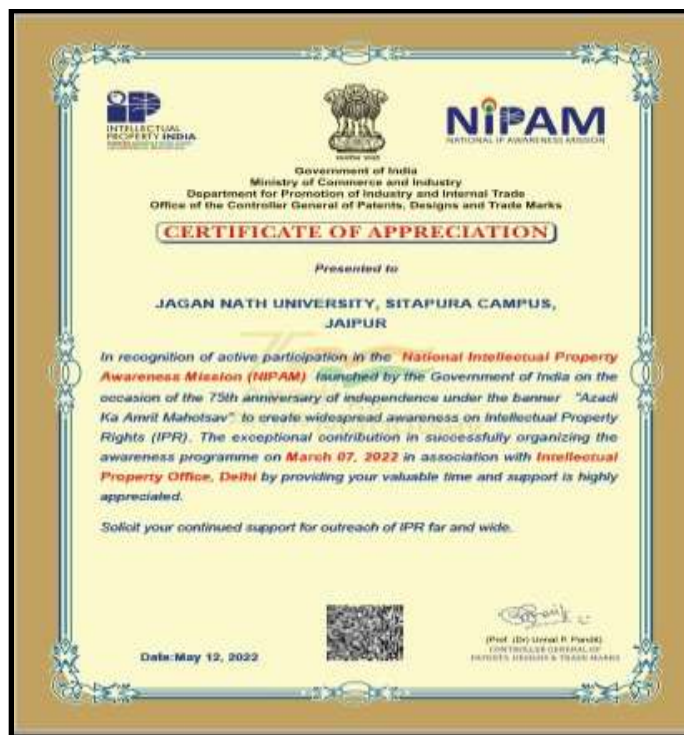 INTELLECTUAL
PROPERTY INDIA
NiPAM
NATIONAL IP AWARENESS MISSION
Government of India
Ministry of Commerce and Industry
Department for Promotion of Industry and Internal Trade
Office of the Controller General of Patents, Designs and Trade Marks
CERTIFICATE OF APPRECIATION
Presented to
JAGAN NATH UNIVERSITY, SITAPURA CAMPUS,
JAIPUR
In recognition of active participation in the National Intellectual Property
Awareness Mission (NIPAM) launched by the Government of India on the
occasion of the 75th anniversary of independence under the banner "Azadi
Ka Amrit Mahotsav" to create widespread awareness on Intellectual Property
Rights (IPR). The exceptional contribution in successfully organizing the
awareness programme on March 07, 2022 in association with Intellectual
Property Office, Delhi by providing your valuable time and support is highly
appreciated.
Solicit your continued support for outreach of IPR far and wide.
(Prof. (Dr) Unnat P. Pandit)
CONTROLLER GENERAL OF
PATENTS, DESIGNS & TRADE MARKS
Date:May 12, 2022